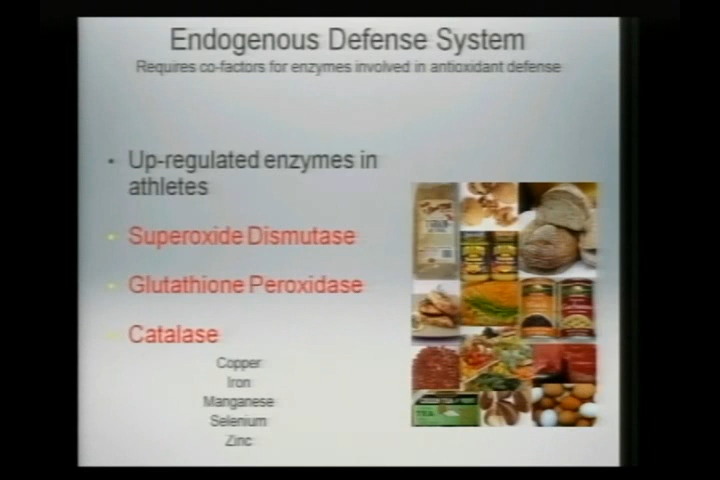 Endogenous Defense System
Requires co-factors for enzymes involved in antioxidant defense
• Up-regulated enzymes in
athletes
• Superoxide Dismutase
• Glutathione Peroxidase
• Catalase
Copper
Iron
Manganese
Selenium
Zinc
TEA